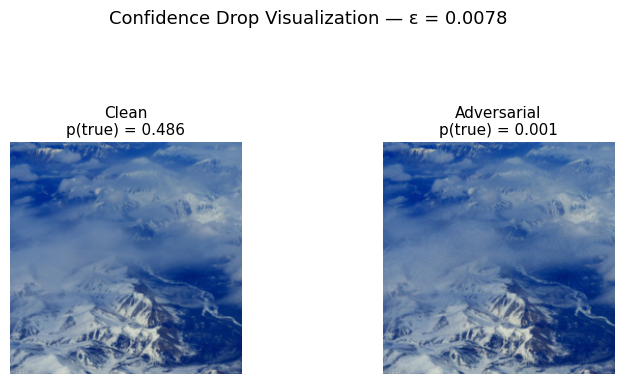 Confidence Drop Visualization — ε = 0.0078
Clean
p(true) = 0.486
Adversarial
p(true) = 0.001